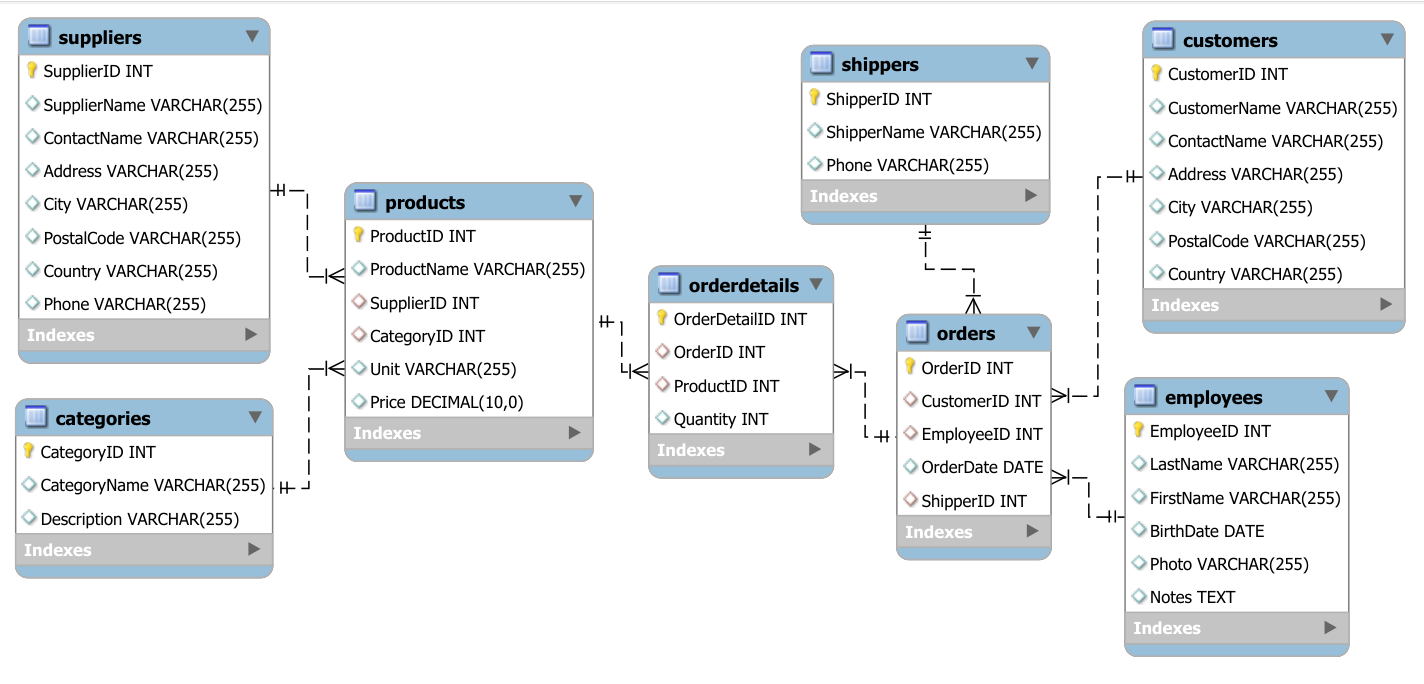 suppliers
SupplierID INT
SupplierName VARCHAR(255)
ContactName VARCHAR(255)
Address VARCHAR(255)
City VARCHAR(255)
PostalCode VARCHAR(255)
Country VARCHAR(255)
Phone VARCHAR(255)
Indexes
categories
CategoryID INT
CategoryName VARCHAR(255)
Description VARCHAR(255)
Indexes
products
ProductID INT
ProductName VARCHAR(255)
SupplierID INT
CategoryID INT
Unit VARCHAR(255)
Price DECIMAL(10,0)
Indexes
orderdetails
OrderDetailID INT
OrderID INT
ProductID INT
Quantity INT
Indexes
shippers
ShipperID INT
ShipperName VARCHAR(255)
Phone VARCHAR(255)
Indexes
orders
OrderID INT
CustomerID INT
EmployeeID INT
OrderDate DATE
ShipperID INT
Indexes
customers
CustomerID INT
CustomerName VARCHAR(255)
ContactName VARCHAR(255)
Address VARCHAR(255)
City VARCHAR(255)
PostalCode VARCHAR(255)
Country VARCHAR(255)
Indexes
employees
EmployeeID INT
LastName VARCHAR(255)
FirstName VARCHAR(255)
BirthDate DATE
Photo VARCHAR(255)
Notes TEXT
Indexes